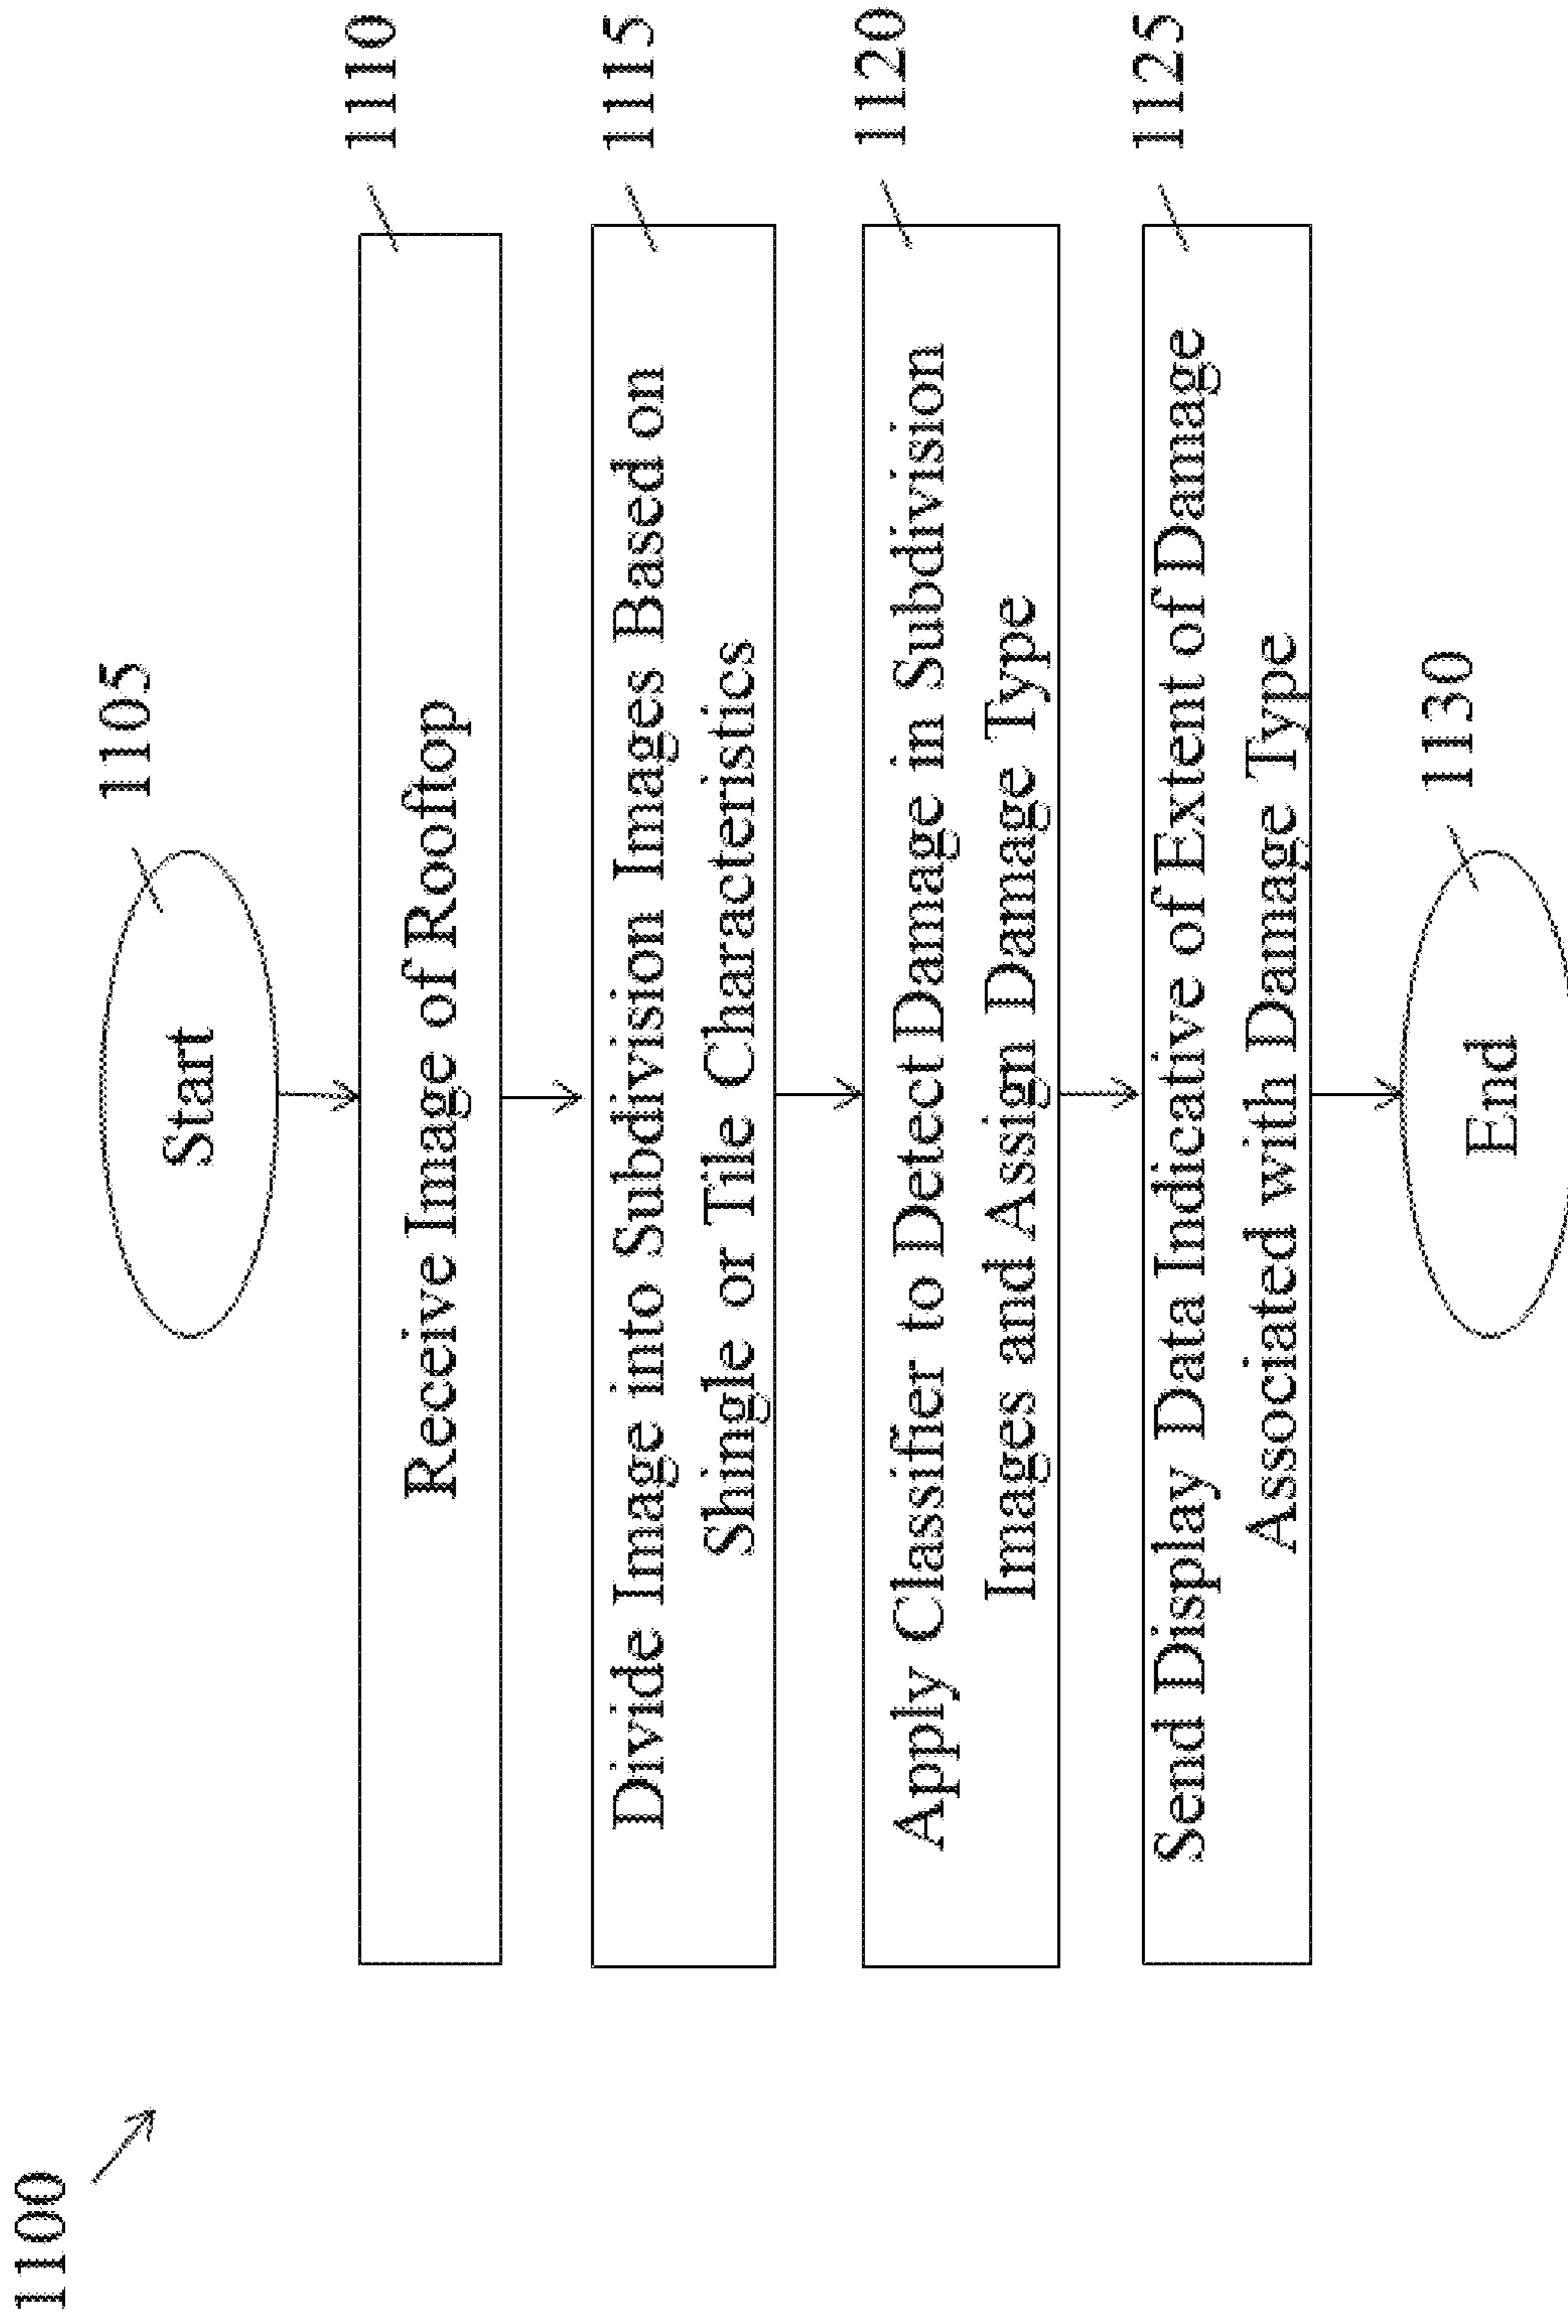 1100
1105
Start
1110
Receive Image of Rooftop
1115
Divide Image into Subdivision Images Based on
Shingle or Tile Characteristics
1120
Apply Classifier to Detect Damage in Subdivision
Images and Assign Damage Type
1125
Send Display Data Indicative of Extent of Damage
Associated with Damage Type
1130
End